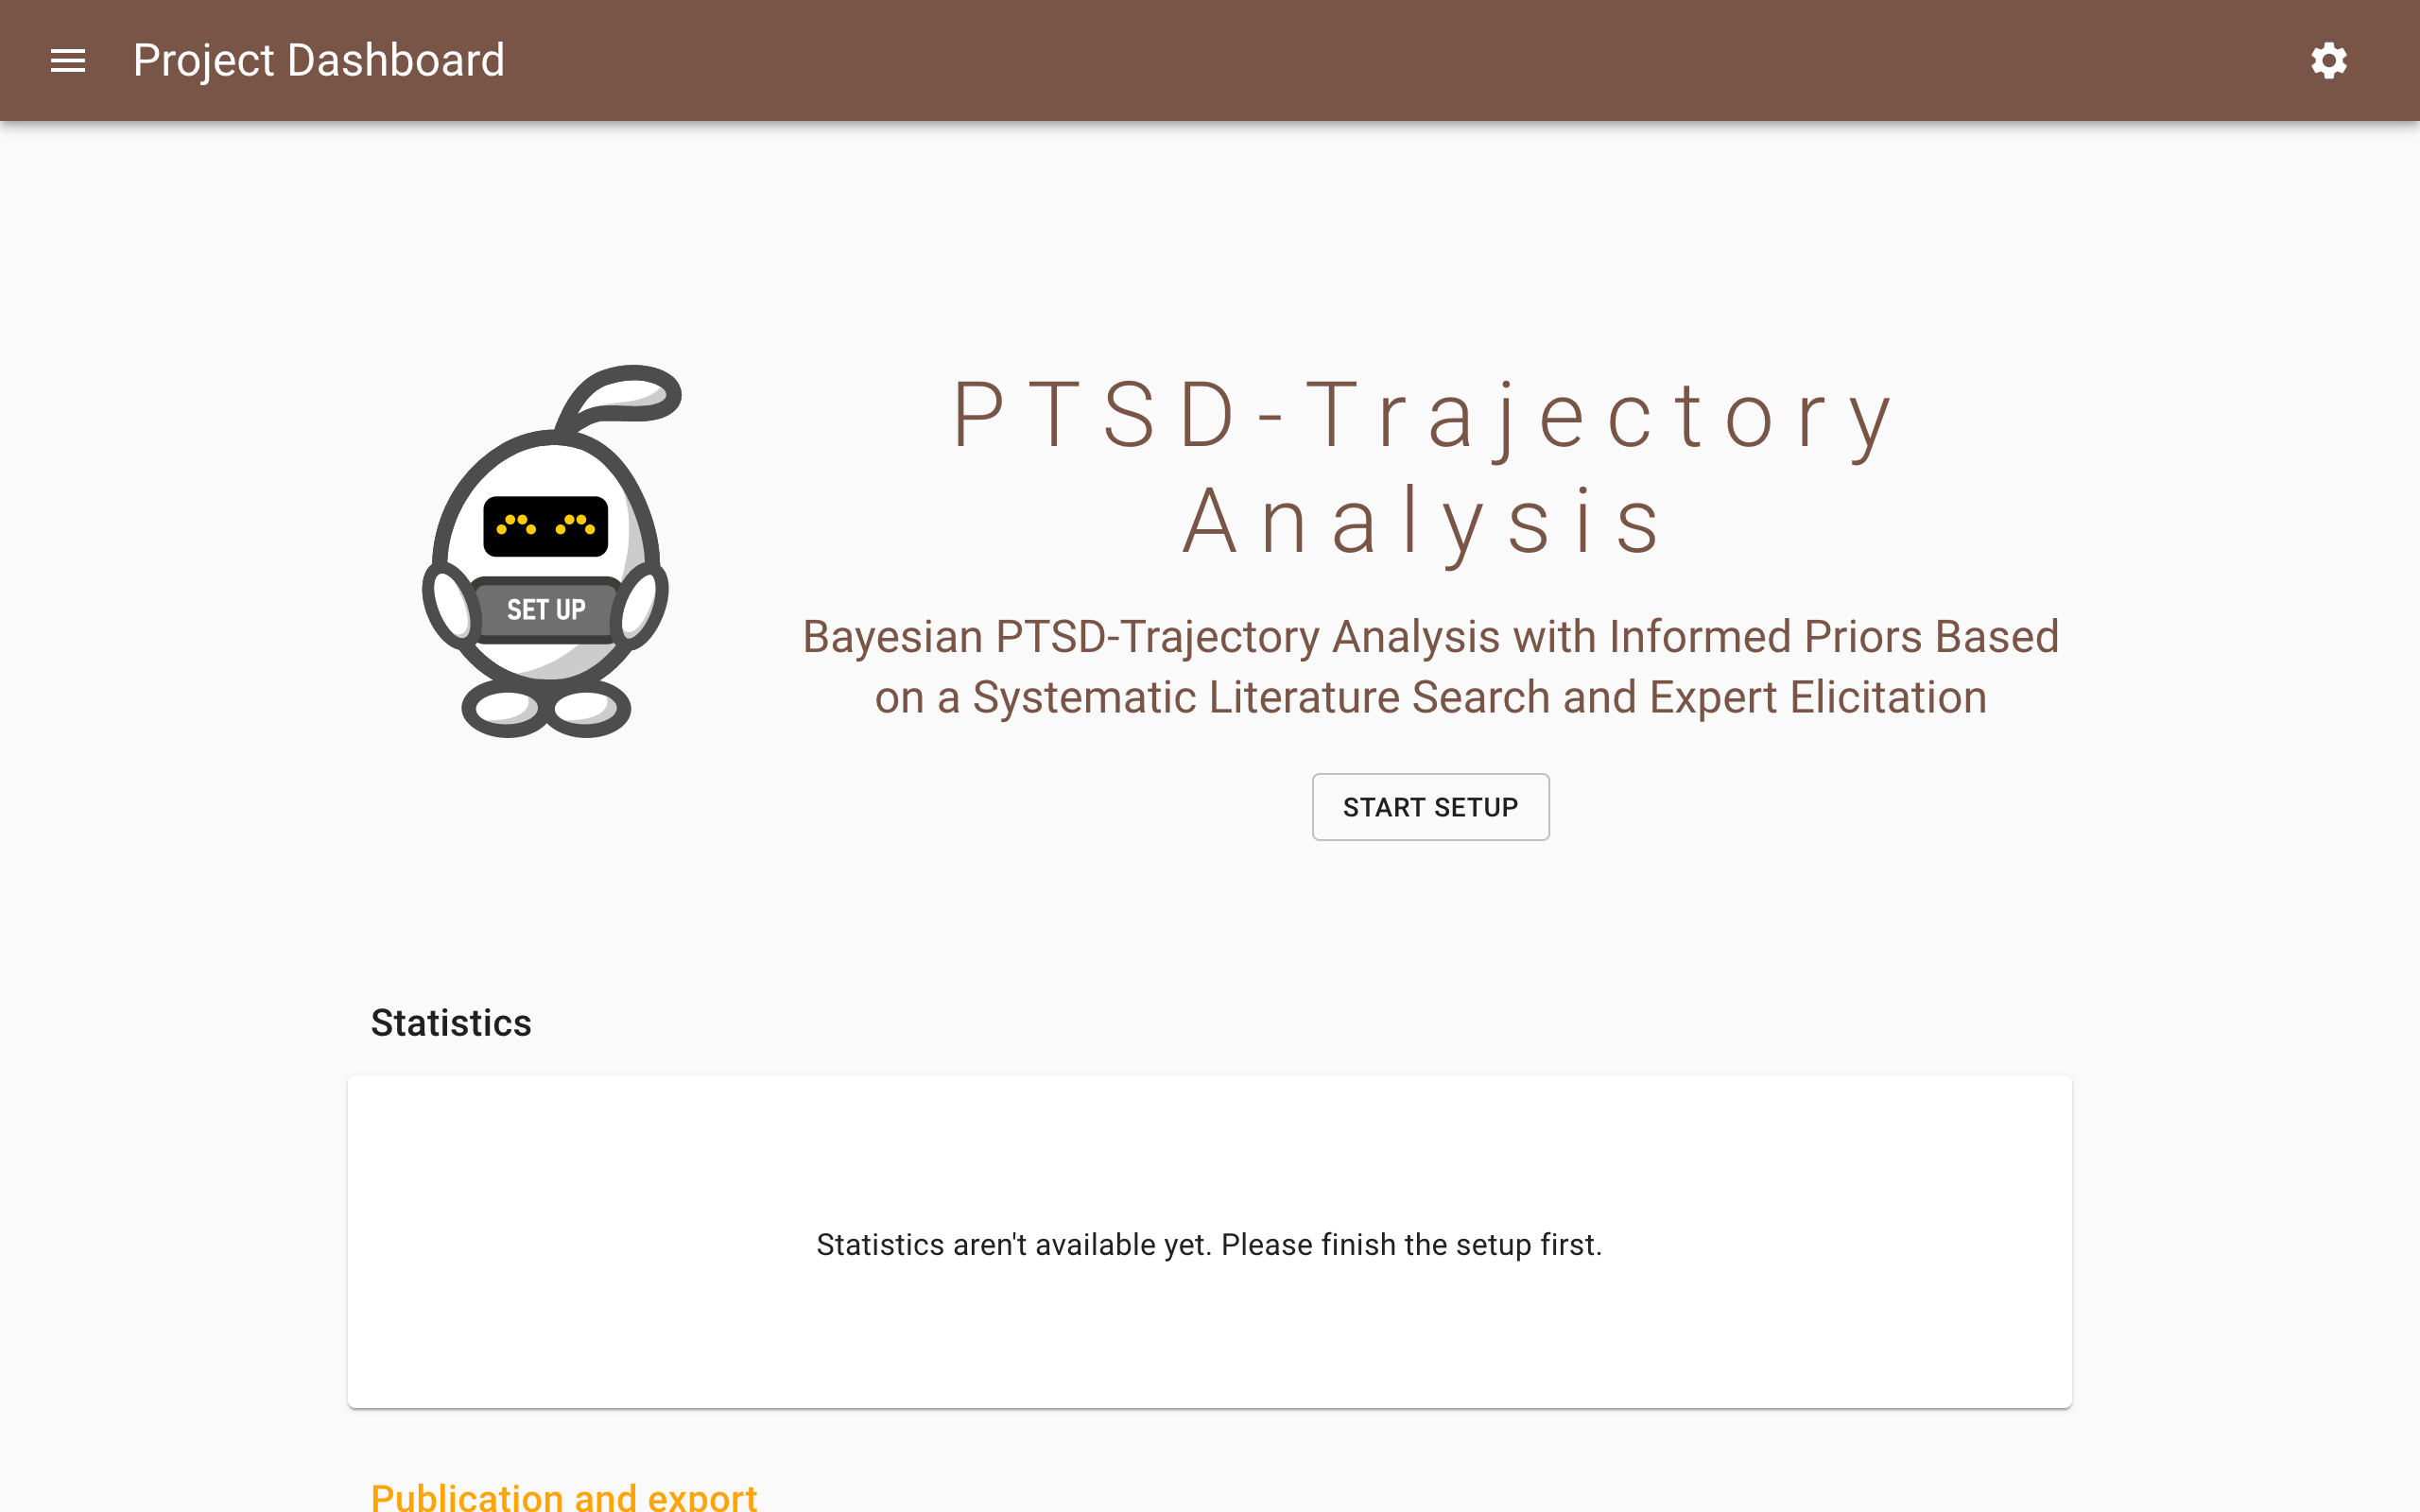 Project Dashboard
PTSD-Trajectory
Analysis
SET UP
Bayesian PTSD-Trajectory Analysis with Informed Priors Based
on a Systematic Literature Search and Expert Elicitation
START SETUP
Statistics
Statistics aren't available yet. Please finish the setup first.
Publication and export